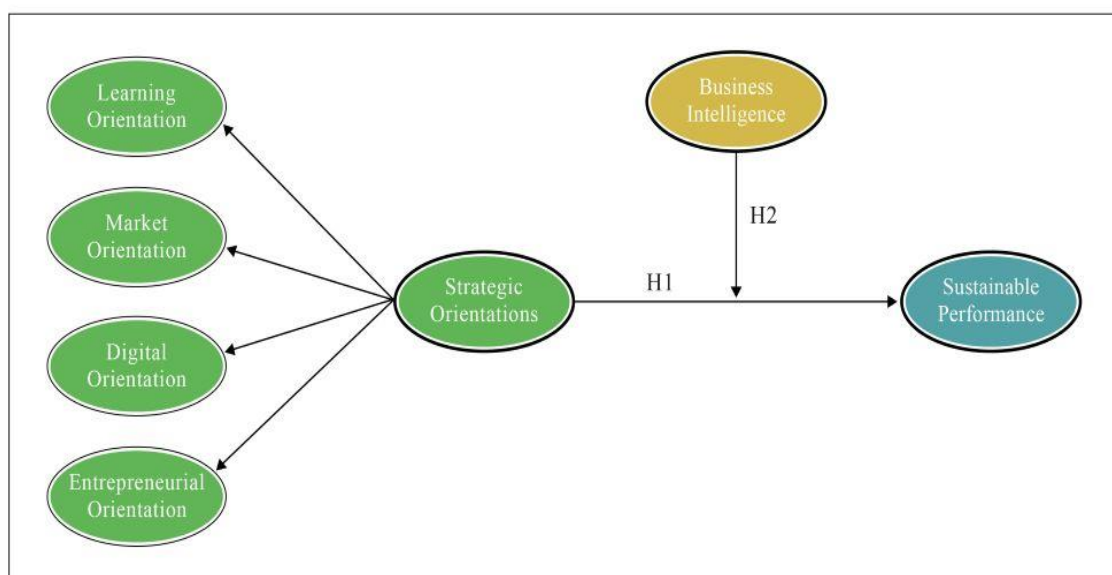 Learning
Orientation
Market
Orientation
Digital
Orientation
Entrepreneurial
Orientation
Strategic
Orientations
Business
Intelligence
H2
H1
Sustainable
Performance